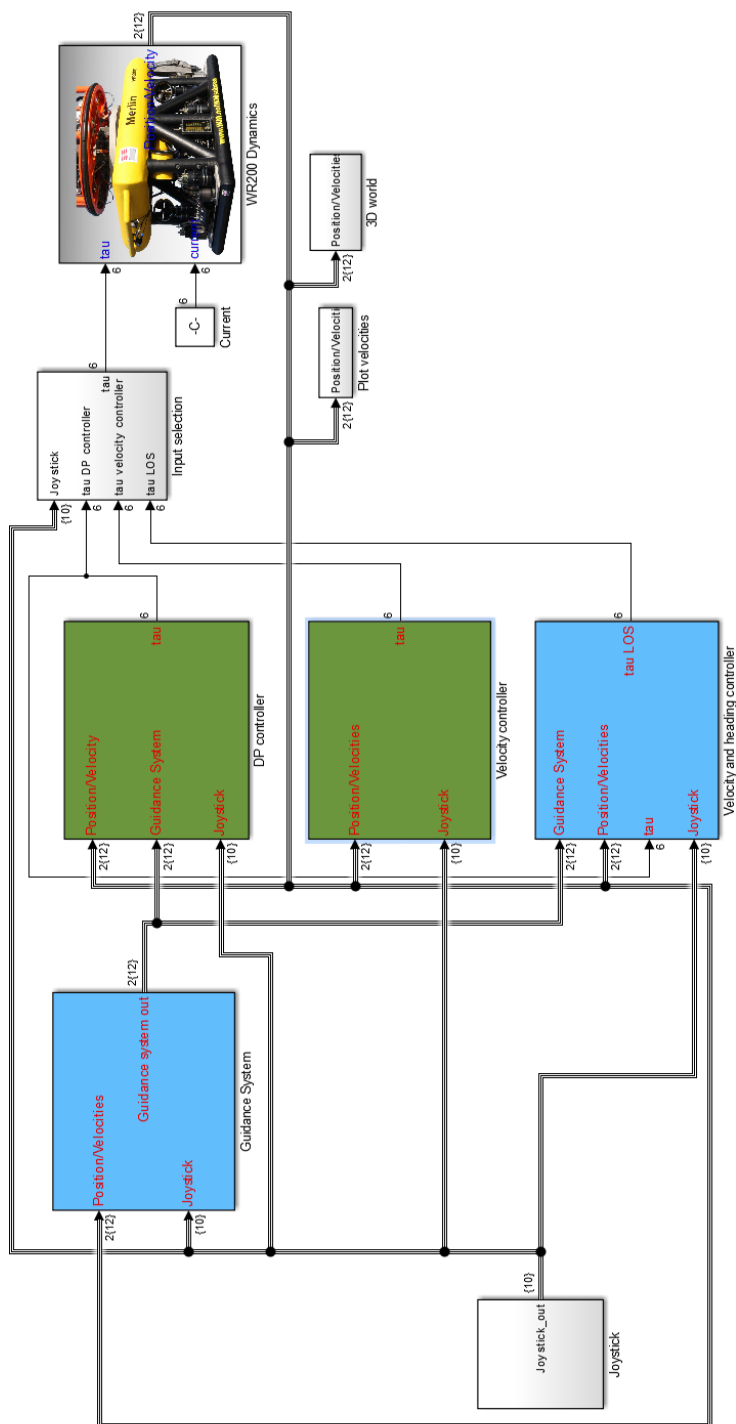 2{12}
Merlin
WR200
Position/Velocity
tau
6
current
6
WR200 Dynamics
6
-C-
Current
Position/Velocities
2{12}
3D world
Position/Velociti
2{12}
Plot velocities
Joystick
{10}
tau DP controller
6
tau velocity controller
6
tau LOS
6
tau
6
Input selection
Position/Velocity
2{12}
Guidance System
2{12}
Joystick
{10}
tau
6
DP controller
Position/Velocities
2{12}
Joystick
{10}
tau
6
Velocity controller
Guidance System
2{12}
Position/Velocities
2{12}
tau
6
Joystick
{10}
tau LOS
6
Velocity and heading controller
Position/Velocities
2{12}
Joystick
{10}
Guidance system out
2{12}
Guidance System
Joystick_out
{10}
Joystick